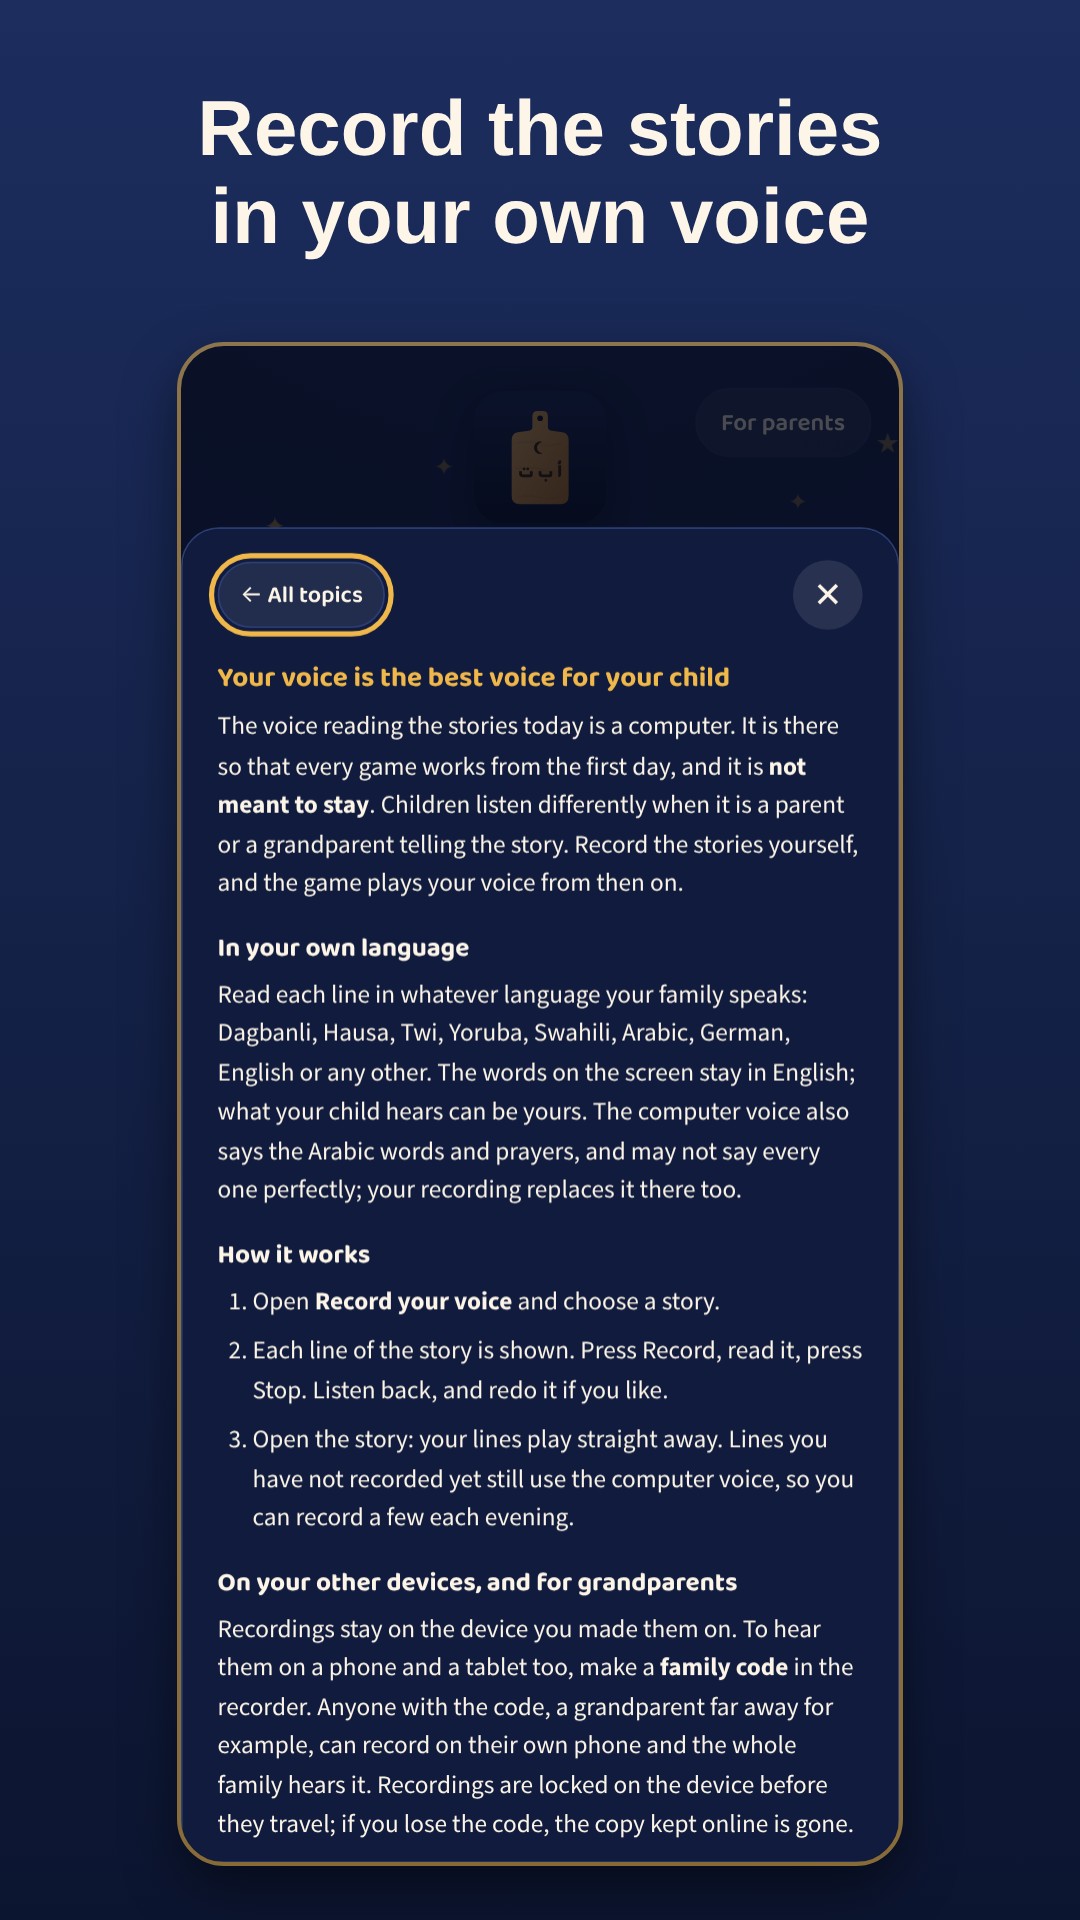 Record the stories
in your own voice
For parents
أ ب ت
← All topics
✕
Your voice is the best voice for your child
The voice reading the stories today is a computer. It is there
so that every game works from the first day, and it is not
meant to stay. Children listen differently when it is a parent
or a grandparent telling the story. Record the stories yourself,
and the game plays your voice from then on.
In your own language
Read each line in whatever language your family speaks:
Dagbanli, Hausa, Twi, Yoruba, Swahili, Arabic, German,
English or any other. The words on the screen stay in English;
what your child hears can be yours. The computer voice also
says the Arabic words and prayers, and may not say every
one perfectly; your recording replaces it there too.
How it works
1. Open Record your voice and choose a story.
2. Each line of the story is shown. Press Record, read it, press
Stop. Listen back, and redo it if you like.
3. Open the story: your lines play straight away. Lines you
have not recorded yet still use the computer voice, so you
can record a few each evening.
On your other devices, and for grandparents
Recordings stay on the device you made them on. To hear
them on a phone and a tablet too, make a family code in the
recorder. Anyone with the code, a grandparent far away for
example, can record on their own phone and the whole
family hears it. Recordings are locked on the device before
they travel; if you lose the code, the copy kept online is gone.